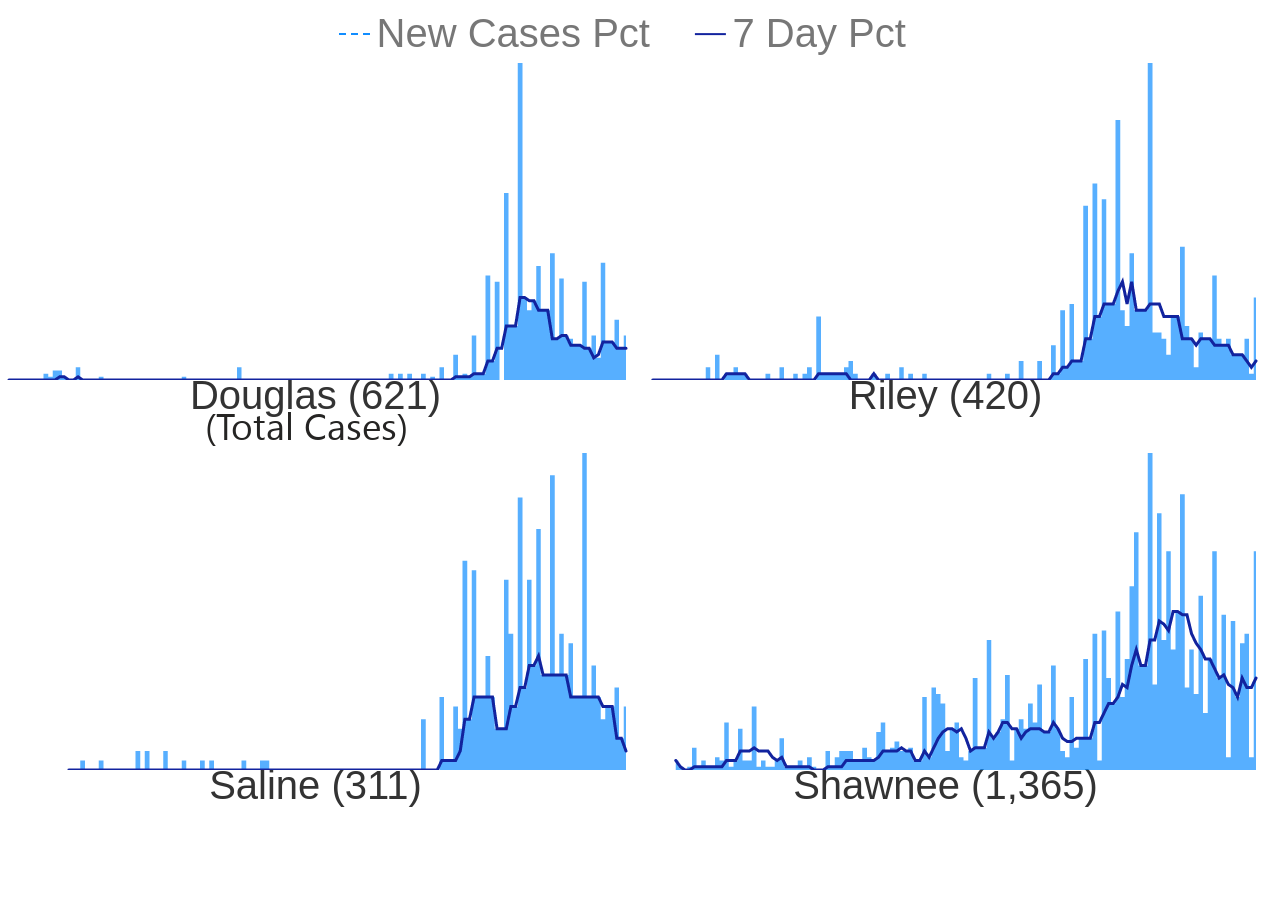 New Cases Pct 7 Day Pct
Douglas (621)
(Total Cases)
Riley (420)
Saline (311)
Shawnee (1,365)